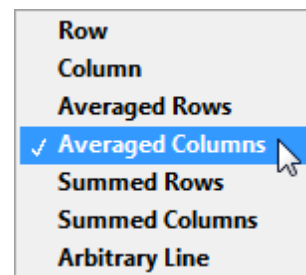 Row
Column
Averaged Rows
✓ Averaged Columns
Summed Rows
Summed Columns
Arbitrary Line